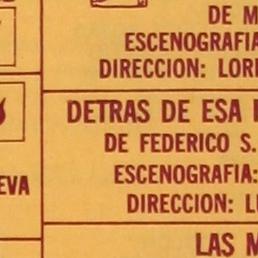 DE M
ESCENOGRAFIA
DIRECCION: LOR
DETRAS DE ESA
DE FEDERICO S.
ESCENOGRAFIA:
DIRECCION: L
EVA
LAS M